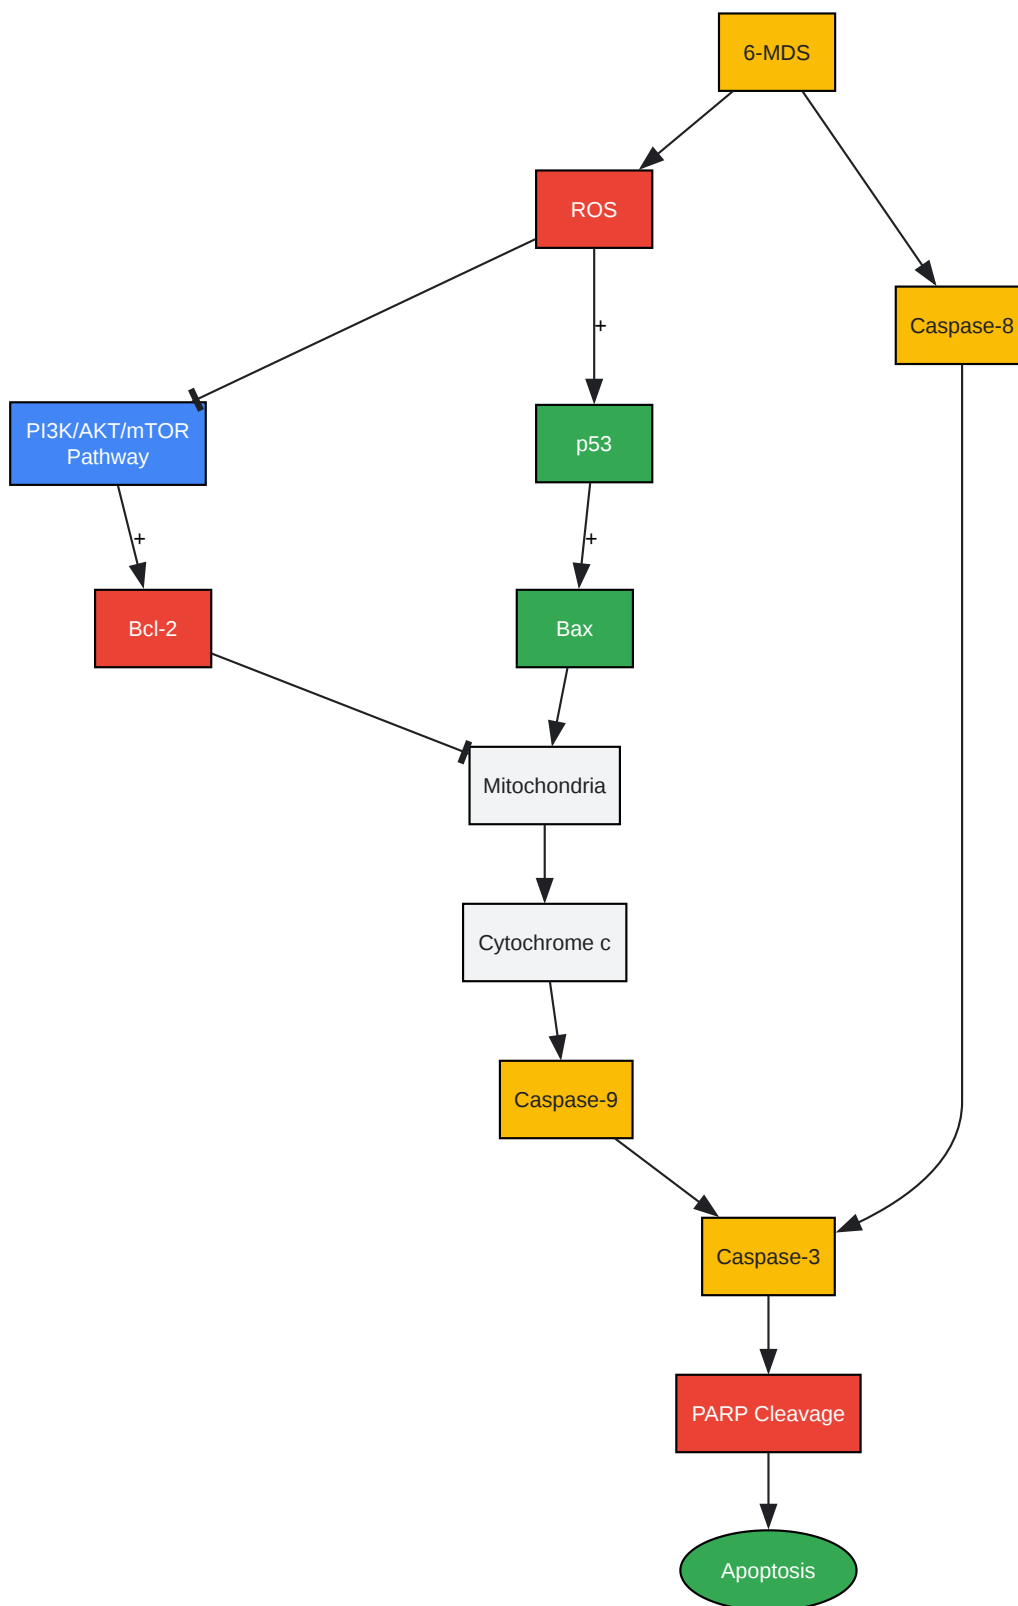 6-MDS
ROS
+
Caspase-8
PI3K/AKT/mTOR
Pathway
p53
+
+
Bcl-2
Bax
Mitochondria
Cytochrome c
Caspase-9
Caspase-3
PARP Cleavage
Apoptosis